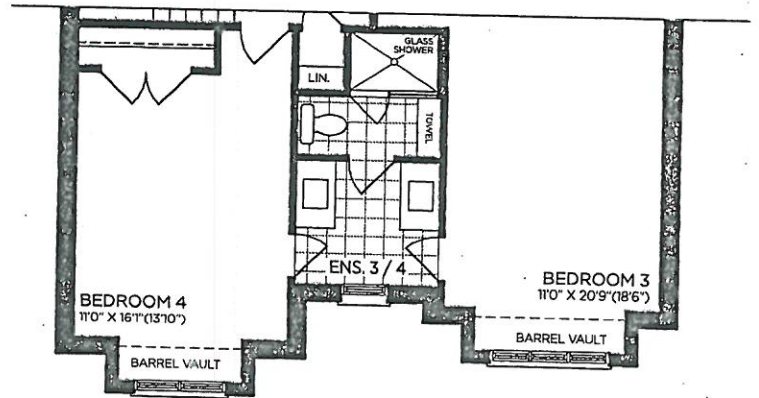 GLASS
SHOWER
LIN.
TOWEL
ENS. 3 / 4
BEDROOM 4
11'0" X 16'1"(13'10")
BARREL VAULT
BEDROOM 3
11'0" X 20'9"(18'6")
BARREL VAULT